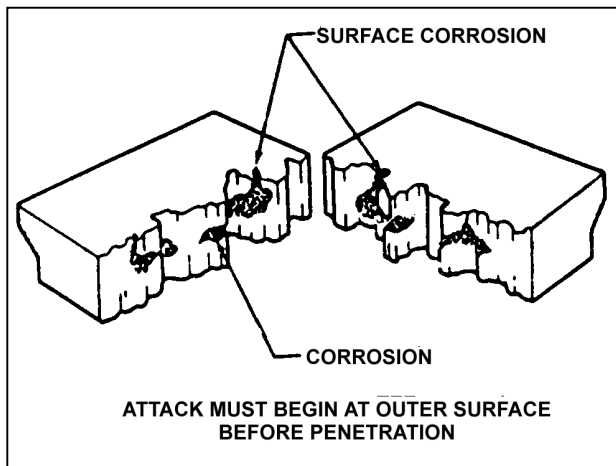 SURFACE CORROSION
CORROSION
ATTACK MUST BEGIN AT OUTER SURFACE
BEFORE PENETRATION